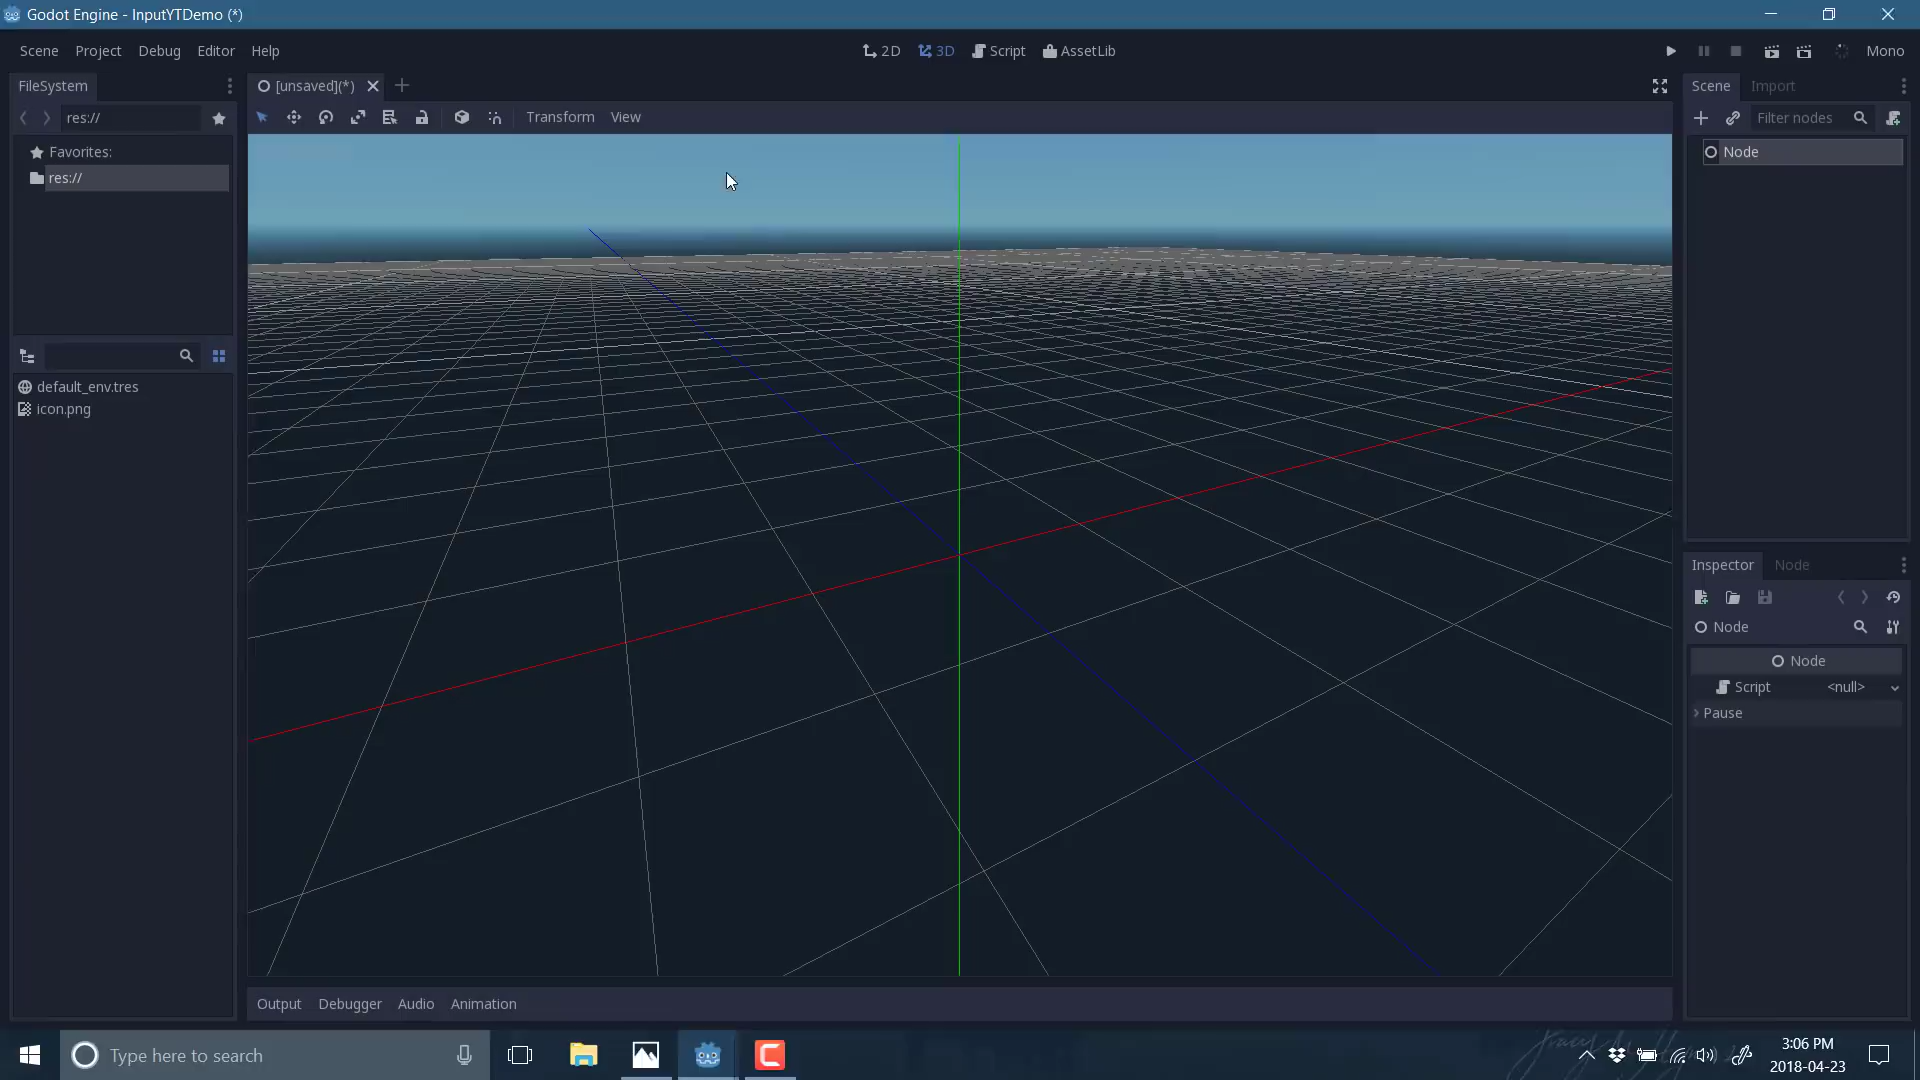 Godot Engine - InputYTDemo (*)
Scene Project Debug Editor Help
2D 3D Script AssetLib
Mono
FileSystem
[unsaved](*)
Scene Import
res://
Transform View
Filter nodes
Favorites:
res://
Node
default_env.tres
icon.png
Inspector Node
Node
Node
Script <null>
Pause
Output Debugger Audio Animation
Type here to search
3:06 PM
2018-04-23